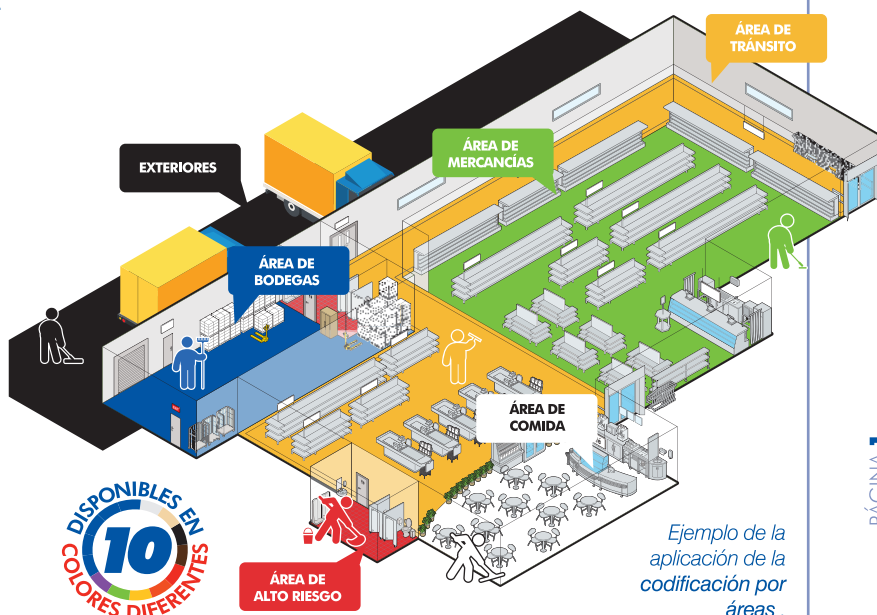 ÁREA DE
TRÁNSITO
ÁREA DE
MERCANCÍAS
EXTERIORES
ÁREA DE
BODEGAS
ÁREA DE
COMIDA
DISPONIBLES EN
10
COLORES DIFERENTES
ÁREA DE
ALTO RIESGO
Ejemplo de la
aplicación de la
codificación por
áreas .
PÁGINA 1